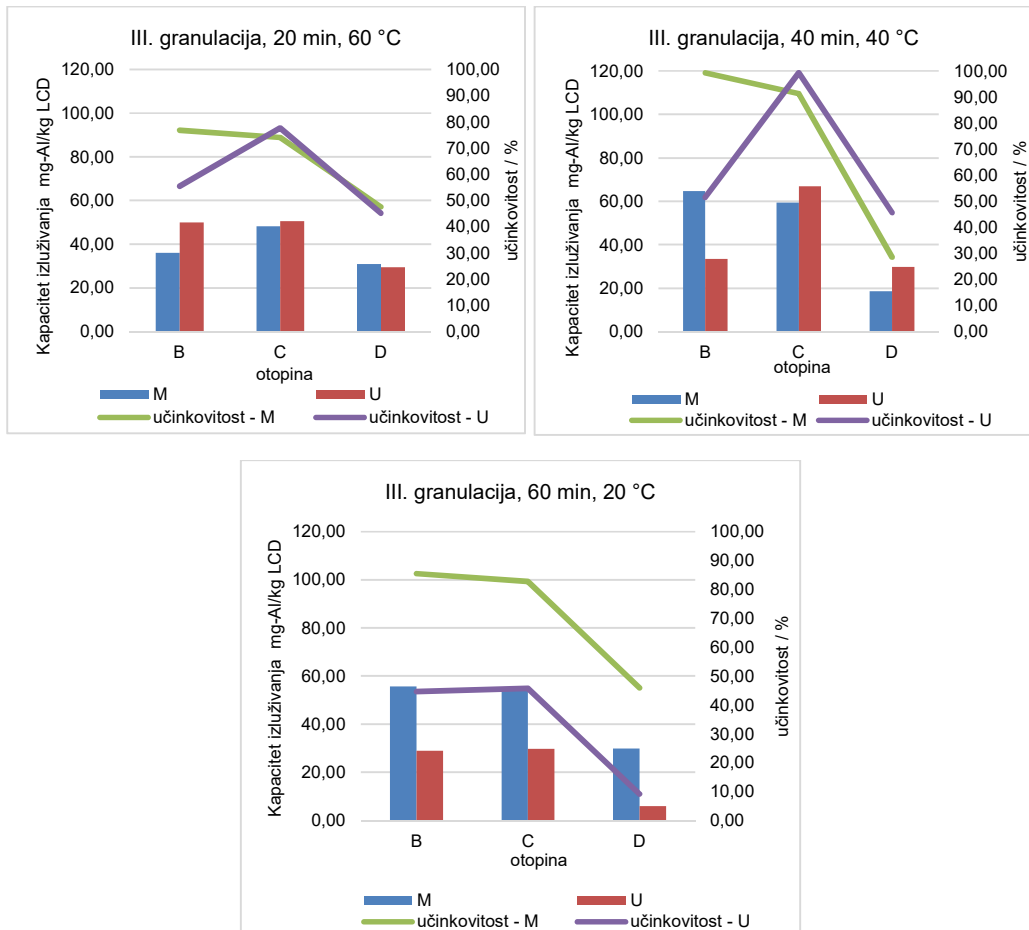 III. granulacija, 20 min, 60 °C
Kapacitet izluživanja mg-Al/kg LCD
120,00
100,00
80,00
60,00
40,00
20,00
0,00
100,00
90,00
80,00
70,00
60,00
50,00
40,00
30,00
20,00
10,00
0,00
učinkovitost / %
B C D
otopina
M U
učinkovitost - M učinkovitost - U
III. granulacija, 40 min, 40 °C
Kapacitet izluživanja mg-Al/kg LCD
120,00
100,00
80,00
60,00
40,00
20,00
0,00
100,00
90,00
80,00
70,00
60,00
50,00
40,00
30,00
20,00
10,00
0,00
učinkovitost / %
B C D
otopina
M U
učinkovitost - M učinkovitost - U
III. granulacija, 60 min, 20 °C
Kapacitet izluživanja mg-Al/kg LCD
120,00
100,00
80,00
60,00
40,00
20,00
0,00
100,00
90,00
80,00
70,00
60,00
50,00
40,00
30,00
20,00
10,00
0,00
učinkovitost / %
B C D
otopina
M U
učinkovitost - M učinkovitost - U